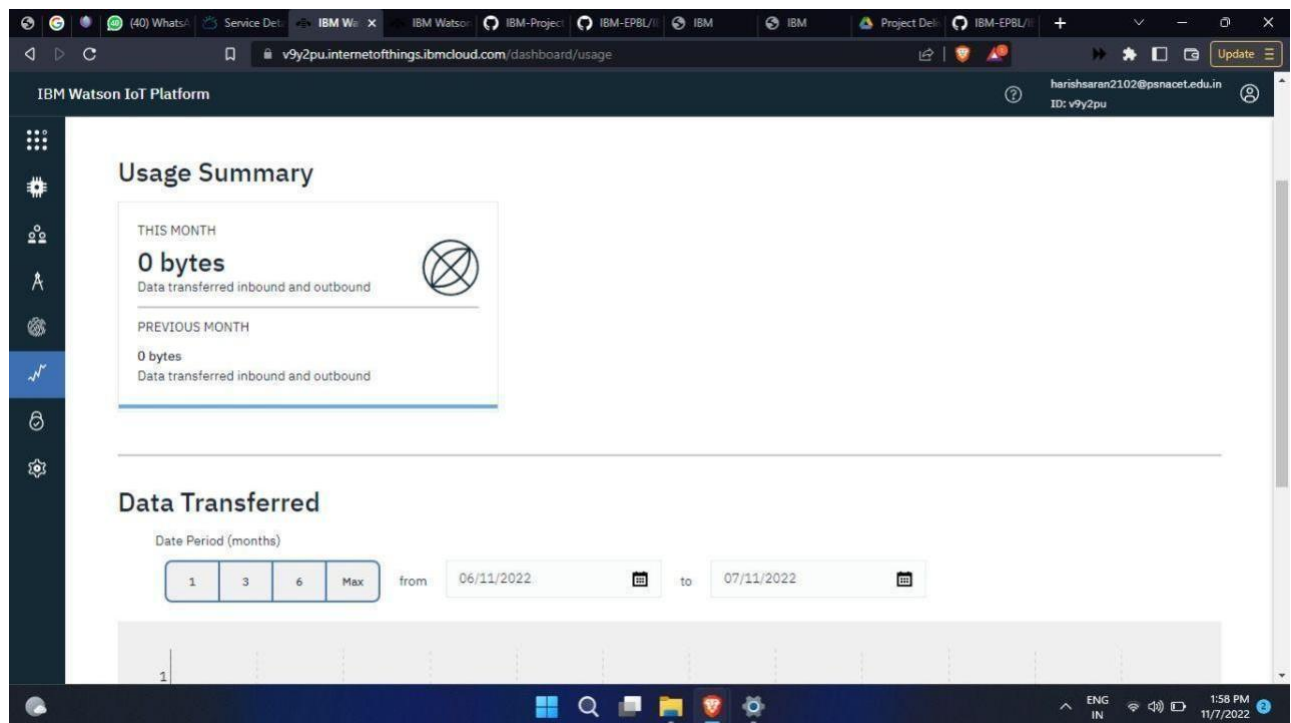 (40) WhatsA
Service Det
IBM Wa
IBM Watson
IBM-Project
IBM-EPBL/I
IBM
IBM
Project Deli
IBM-EPBL/I
v9y2pu.internetofthings.ibmcloud.com/dashboard/usage
Update
IBM Watson IoT Platform
harishsaran2102@psnacet.edu.in
ID: v9y2pu
Usage Summary
THIS MONTH
0 bytes
Data transferred inbound and outbound
PREVIOUS MONTH
0 bytes
Data transferred inbound and outbound
Data Transferred
Date Period (months)
1 3 6 Max from 06/11/2022 to 07/11/2022
1
ENG
IN
1:58 PM
11/7/2022
2